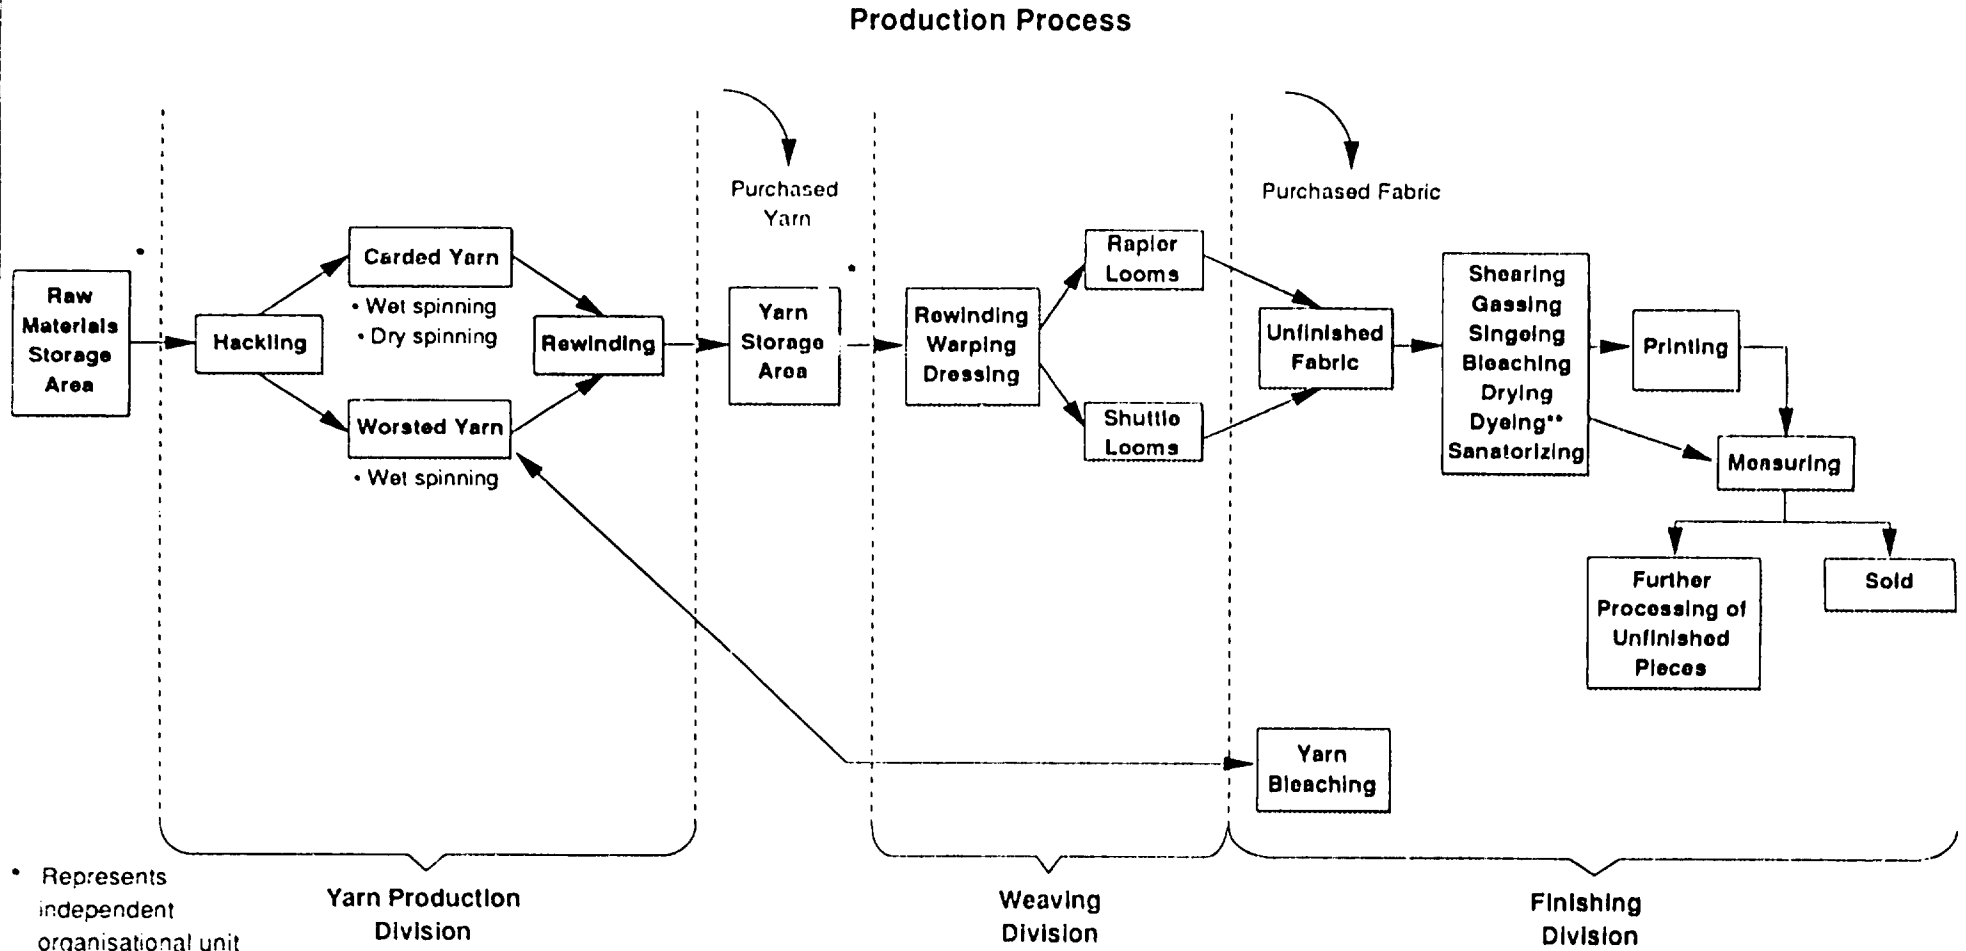 Production Process
Purchased
Yarn
Purchased Fabric
*
Raw
Materials
Storage
Area
Hackling
Carded Yarn
• Wet spinning
• Dry spinning
Worsted Yarn
• Wet spinning
Rewinding
*
Yarn
Storage
Area
Rewinding
Warping
Dressing
Rapier
Looms
Shuttle
Looms
Unfinished
Fabric
Shearing
Gassing
Singeing
Bleaching
Drying
Dyeing**
Sanatorizing
Printing
Measuring
Further
Processing of
Unfinished
Pieces
Sold
Yarn
Bleaching
* Represents
independent
organisational unit
Yarn Production
Division
Weaving
Division
Finishing
Division